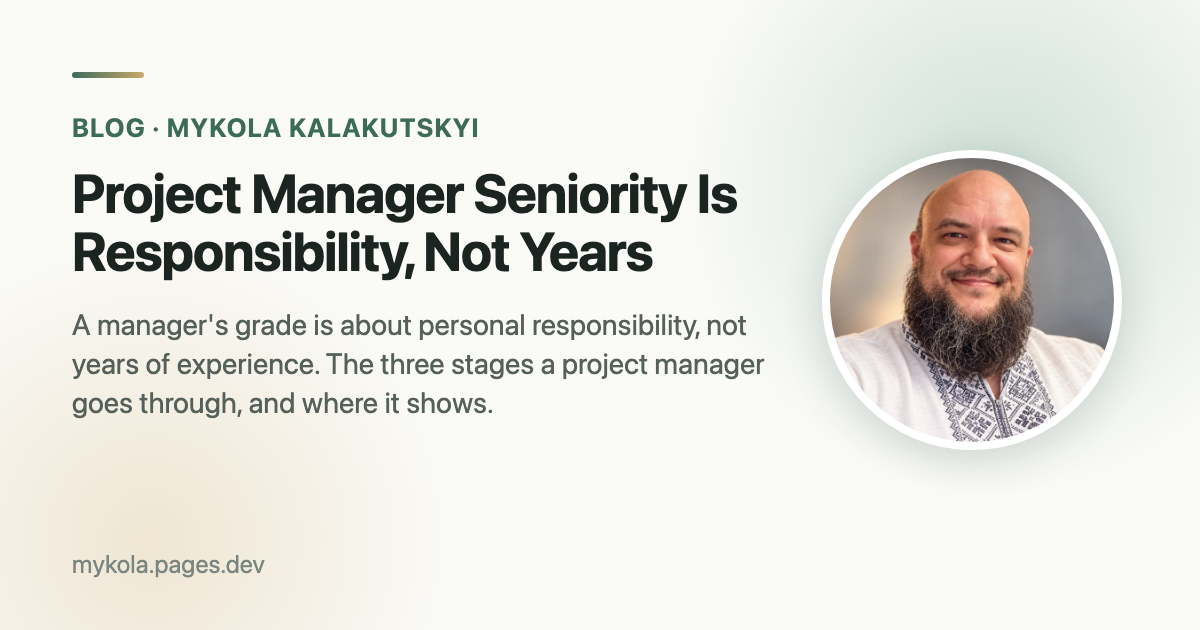 BLOG · MYKOLA KALAKUTSKYI
Project Manager Seniority Is
Responsibility, Not Years
A manager's grade is about personal responsibility, not
years of experience. The three stages a project manager
goes through, and where it shows.
mykola.pages.dev